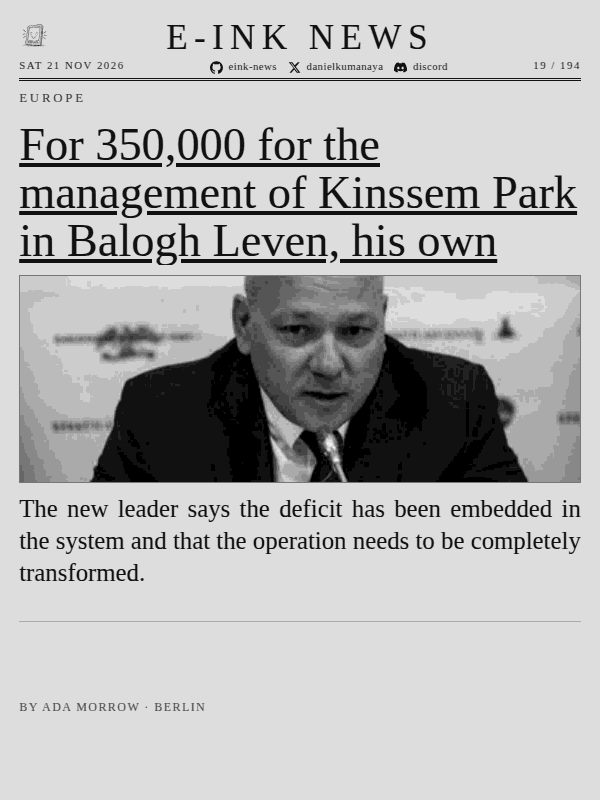 E-INK NEWS
SAT 21 NOV 2026
eink-news
danielkumanaya
discord
19 / 194
EUROPE
For 350,000 for the
management of Kinssem Park
in Balogh Leven, his own
The new leader says the deficit has been embedded in
the system and that the operation needs to be completely
transformed.
BY ADA MORROW · BERLIN